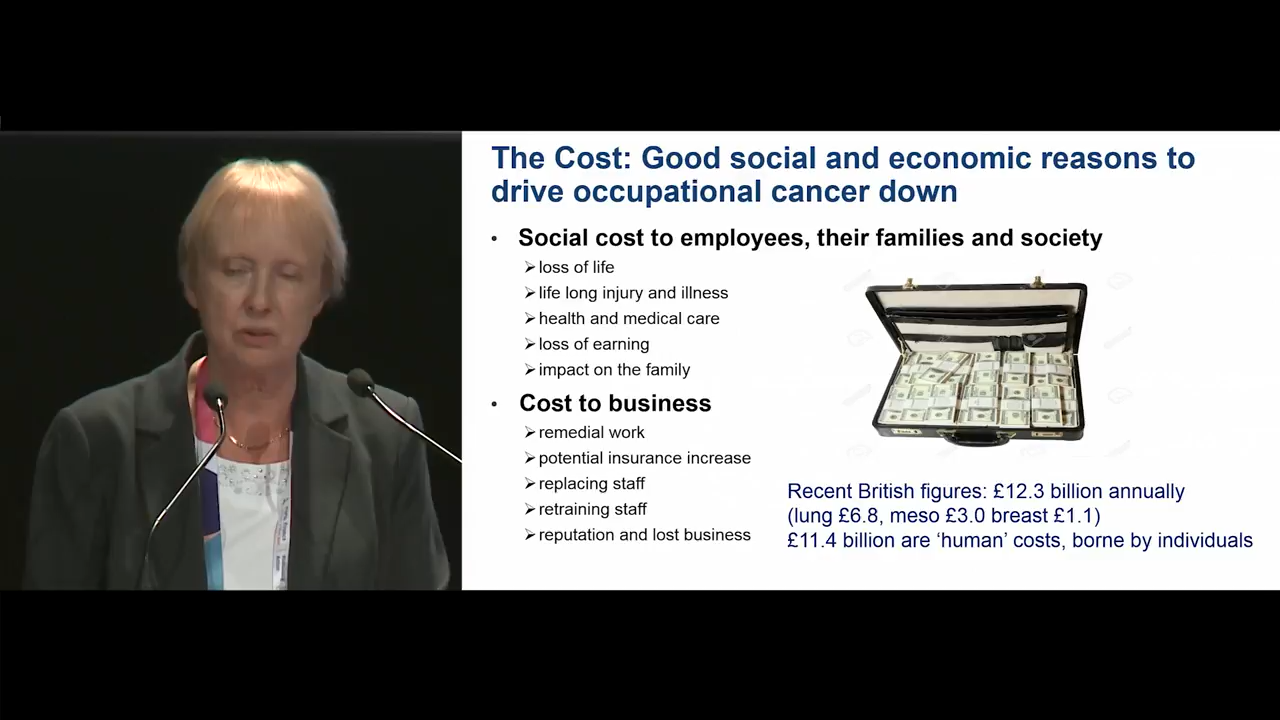 The Cost: Good social and economic reasons to
drive occupational cancer down
• Social cost to employees, their families and society
➢loss of life
➢life long injury and illness
➢health and medical care
➢loss of earning
➢impact on the family
• Cost to business
➢remedial work
➢potential insurance increase
➢replacing staff
➢retraining staff
➢reputation and lost business
Recent British figures: £12.3 billion annually
(lung £6.8, meso £3.0 breast £1.1)
£11.4 billion are ‘human’ costs, borne by individuals